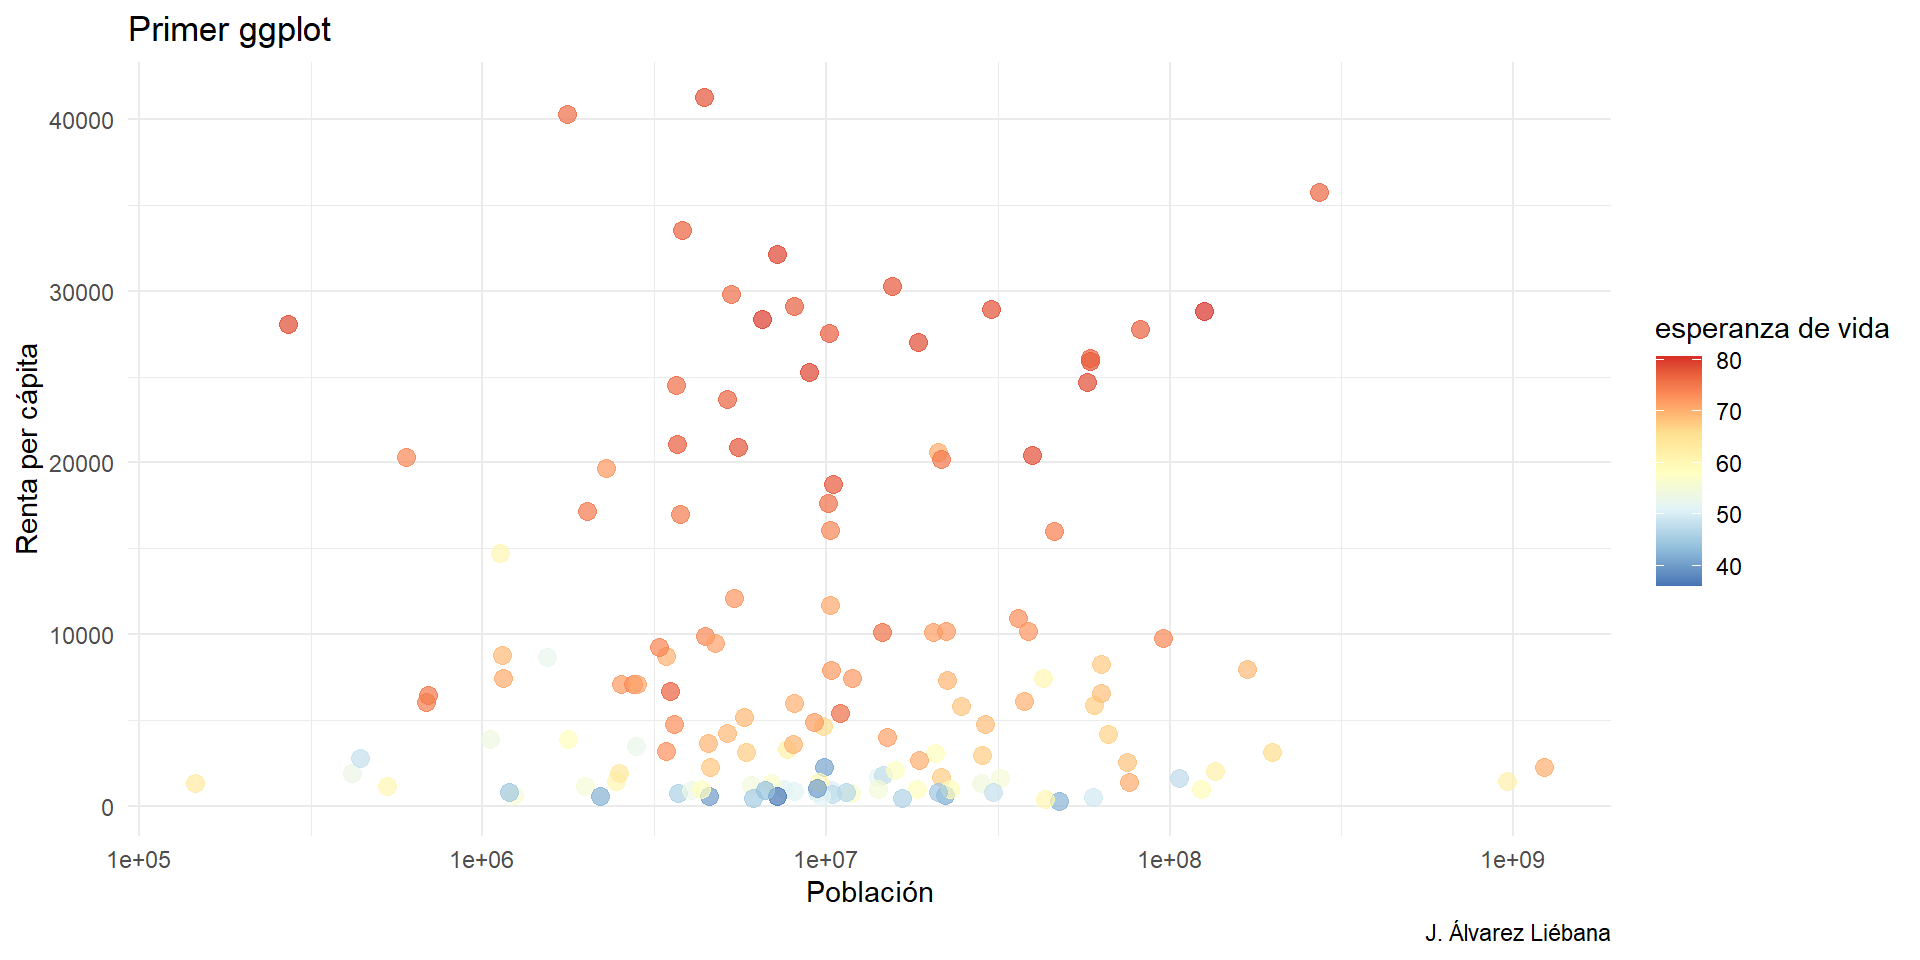 Primer ggplot
Renta per cápita
40000
30000
20000
10000
0
1e+05
1e+06
1e+07
1e+08
1e+09
Población
esperanza de vida
80
70
60
50
40
J. Álvarez Liébana